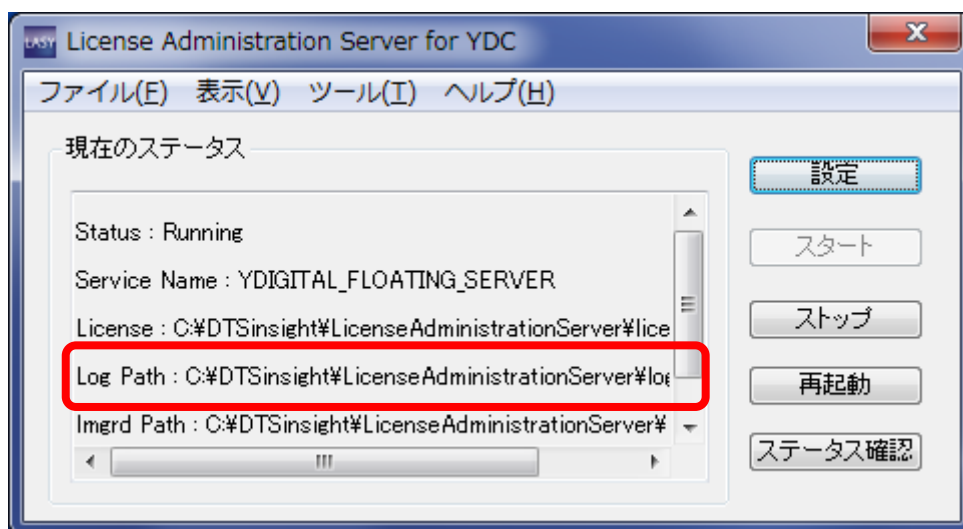 LASY License Administration Server for YDC
ファイル(F) 表示(V) ツール(T) ヘルプ(H)
現在のステータス
設定
Status : Running
スタート
Service Name : YDIGITAL_FLOATING_SERVER
License : C:¥DTSinsight¥LicenseAdministrationServer¥lice
ストップ
Log Path : C:¥DTSinsight¥LicenseAdministrationServer¥log
再起動
lmgrd Path : C:¥DTSinsight¥LicenseAdministrationServer¥
ステータス確認